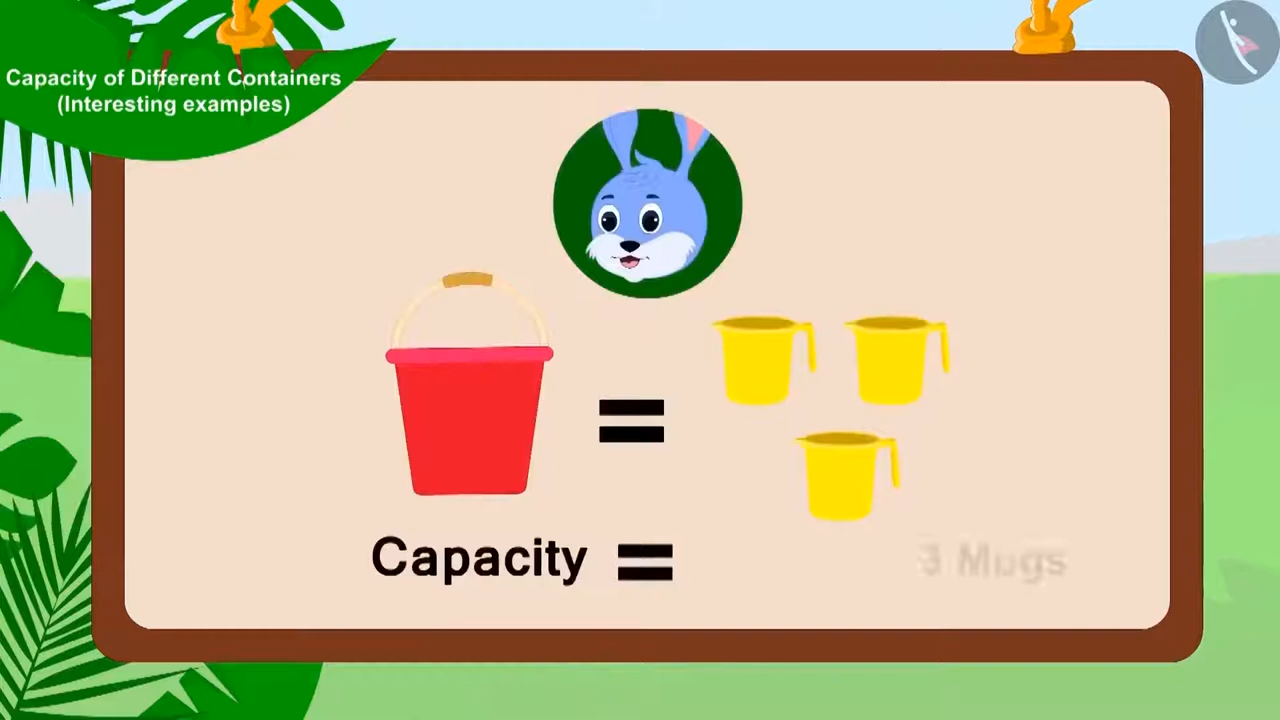 Capacity of Different Containers
(Interesting examples)
Capacity = 3 Mugs